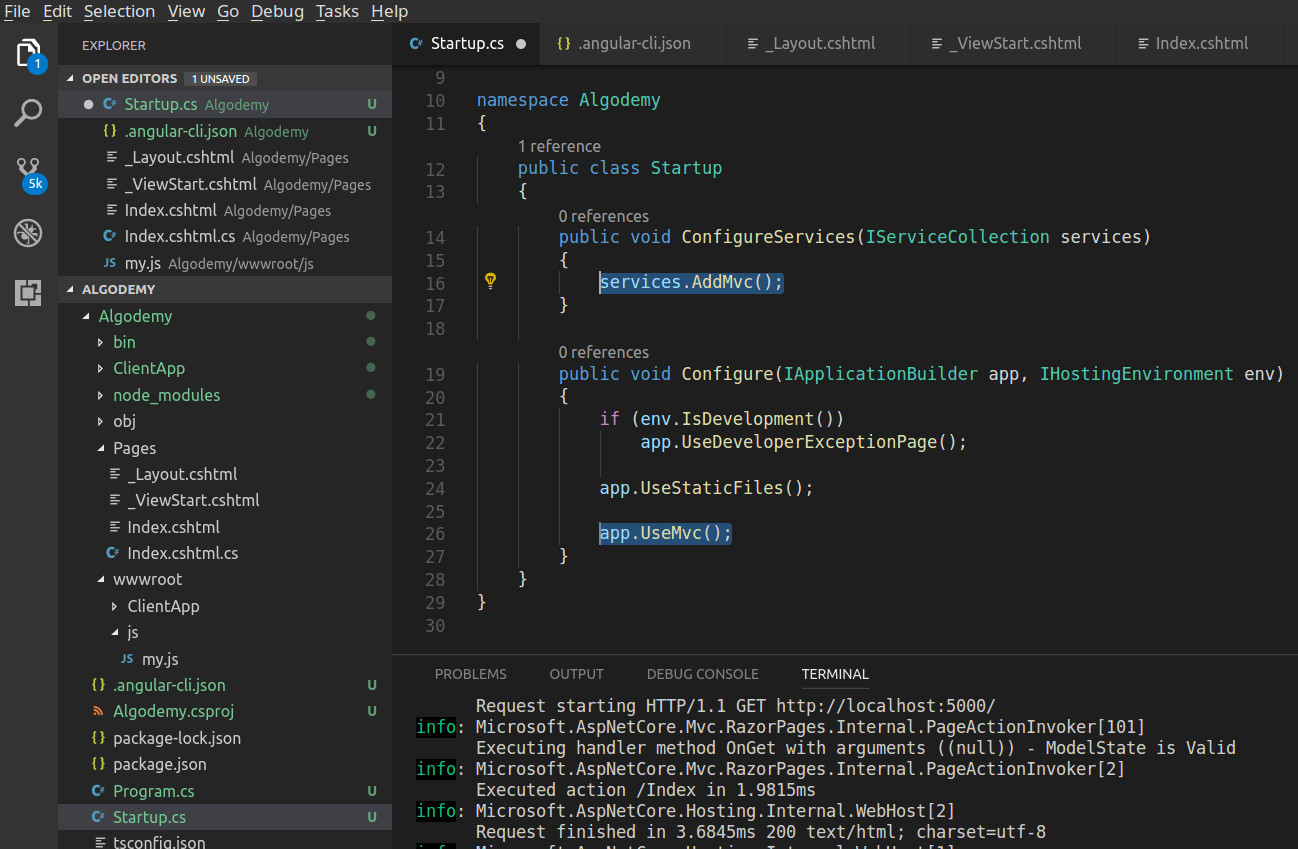 File Edit Selection View Go Debug Tasks Help
1
5k
EXPLORER
OPEN EDITORS 1 UNSAVED
Startup.cs Algodemy U
{ } .angular-cli.json Algodemy U
_Layout.cshtml Algodemy/Pages
_ViewStart.cshtml Algodemy/Pages
Index.cshtml Algodemy/Pages
C# Index.cshtml.cs Algodemy/Pages
JS my.js Algodemy/wwwroot/js
ALGODEMY
Algodemy
bin
ClientApp
node_modules
obj
Pages
_Layout.cshtml
_ViewStart.cshtml
Index.cshtml
C# Index.cshtml.cs
wwwroot
ClientApp
js
JS my.js
{ } .angular-cli.json U
Algodemy.csproj U
{ } package-lock.json
{ } package.json
C# Program.cs U
C# Startup.cs U
tsconfig.json
C# Startup.cs { } .angular-cli.json _Layout.cshtml _ViewStart.cshtml Index.cshtml
9
10 namespace Algodemy
11 {
1 reference
12 public class Startup
13 {
0 references
14 public void ConfigureServices(IServiceCollection services)
15 {
16 services.AddMvc();
17 }
18
0 references
19 public void Configure(IApplicationBuilder app, IHostingEnvironment env)
20 {
21 if (env.IsDevelopment())
22 app.UseDeveloperExceptionPage();
23
24 app.UseStaticFiles();
25
26 app.UseMvc();
27 }
28 }
29 }
30
PROBLEMS OUTPUT DEBUG CONSOLE TERMINAL
Request starting HTTP/1.1 GET http://localhost:5000/
info: Microsoft.AspNetCore.Mvc.RazorPages.Internal.PageActionInvoker[101]
Executing handler method OnGet with arguments ((null)) - ModelState is Valid
info: Microsoft.AspNetCore.Mvc.RazorPages.Internal.PageActionInvoker[2]
Executed action /Index in 1.9815ms
info: Microsoft.AspNetCore.Hosting.Internal.WebHost[2]
Request finished in 3.6845ms 200 text/html; charset=utf-8
info: Microsoft.AspNetCore.Hosting.Internal.WebHost[1]